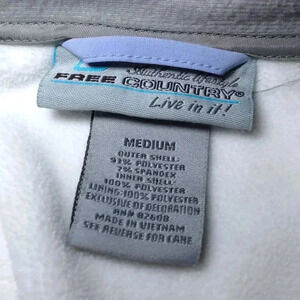 Authentic Lifestyle
FREE COUNTRY®
Live in it!
MEDIUM
OUTER SHELL:
93% POLYESTER
7% SPANDEX
INNER SHELL:
100% POLYESTER
LINING: 100% POLYESTER
EXCLUSIVE OF DECORATION
RN# 82608
MADE IN VIETNAM
SEE REVERSE FOR CARE